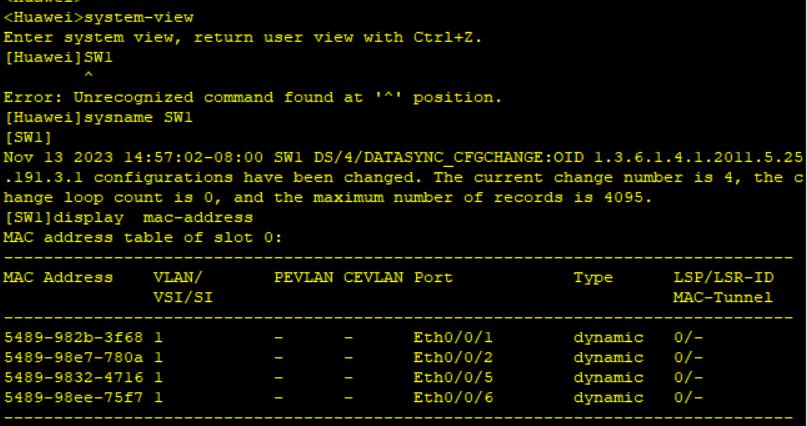 <Huawei>
<Huawei>system-view
Enter system view, return user view with Ctrl+Z.
[Huawei]SW1
        ^
Error: Unrecognized command found at '^' position.
[Huawei]sysname SW1
[SW1]
Nov 13 2023 14:57:02-08:00 SW1 DS/4/DATASYNC_CFGCHANGE:OID 1.3.6.1.4.1.2011.5.25
.191.3.1 configurations have been changed. The current change number is 4, the c
hange loop count is 0, and the maximum number of records is 4095.
[SW1]display  mac-address
MAC address table of slot 0:
-------------------------------------------------------------------------------
MAC Address    VLAN/       PEVLAN CEVLAN Port            Type      LSP/LSR-ID
               VSI/SI                                              MAC-Tunnel
-------------------------------------------------------------------------------
5489-982b-3f68 1           -      -      Eth0/0/1        dynamic   0/-
5489-98e7-780a 1           -      -      Eth0/0/2        dynamic   0/-
5489-9832-4716 1           -      -      Eth0/0/5        dynamic   0/-
5489-98ee-75f7 1           -      -      Eth0/0/6        dynamic   0/-
-------------------------------------------------------------------------------